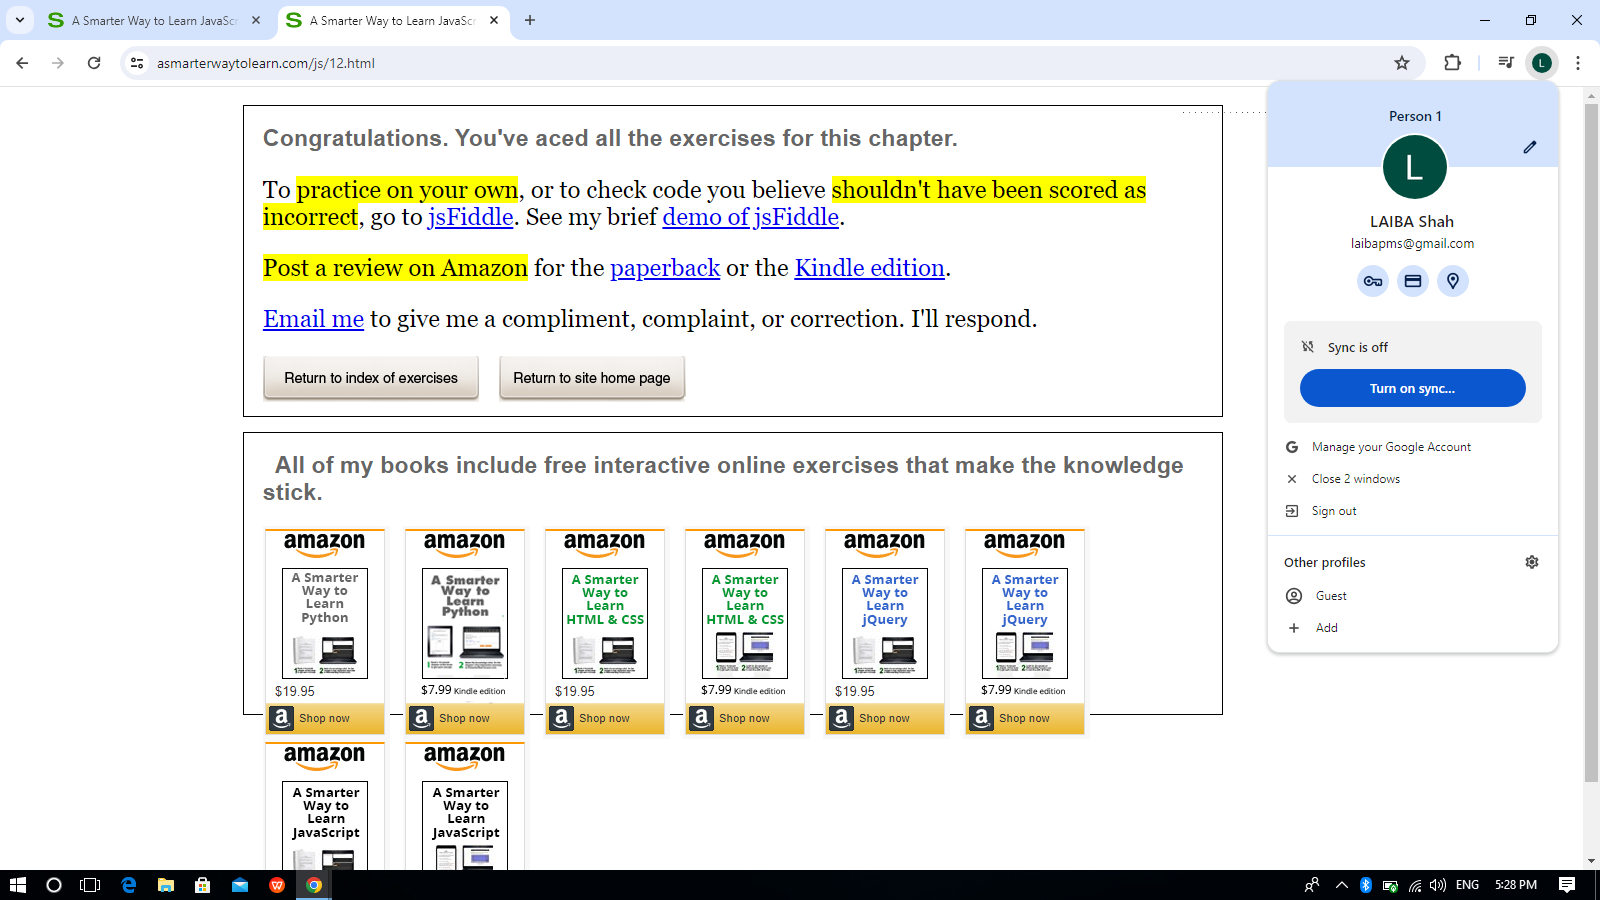 A Smarter Way to Learn JavaSc
A Smarter Way to Learn JavaSc
asmarterwaytolearn.com/js/12.html
L
Congratulations. You've aced all the exercises for this chapter.
To practice on your own, or to check code you believe shouldn't have been scored as
incorrect, go to jsFiddle. See my brief demo of jsFiddle.
Post a review on Amazon for the paperback or the Kindle edition.
Email me to give me a compliment, complaint, or correction. I'll respond.
Return to index of exercises
Return to site home page
Person 1
L
LAIBA Shah
laibapms@gmail.com
Sync is off
Turn on sync...
Manage your Google Account
Close 2 windows
Sign out
Other profiles
Guest
Add
All of my books include free interactive online exercises that make the knowledge
stick.
amazon
A Smarter
Way to
Learn
Python
$19.95
Shop now
amazon
A Smarter
Way to
Learn
Python
$7.99 Kindle edition
Shop now
amazon
A Smarter
Way to
Learn
HTML & CSS
$19.95
Shop now
amazon
A Smarter
Way to
Learn
HTML & CSS
$7.99 Kindle edition
Shop now
amazon
A Smarter
Way to
Learn
jQuery
$19.95
Shop now
amazon
A Smarter
Way to
Learn
jQuery
$7.99 Kindle edition
Shop now
amazon
A Smarter
Way to
Learn
JavaScript
amazon
A Smarter
Way to
Learn
JavaScript
ENG
5:28 PM